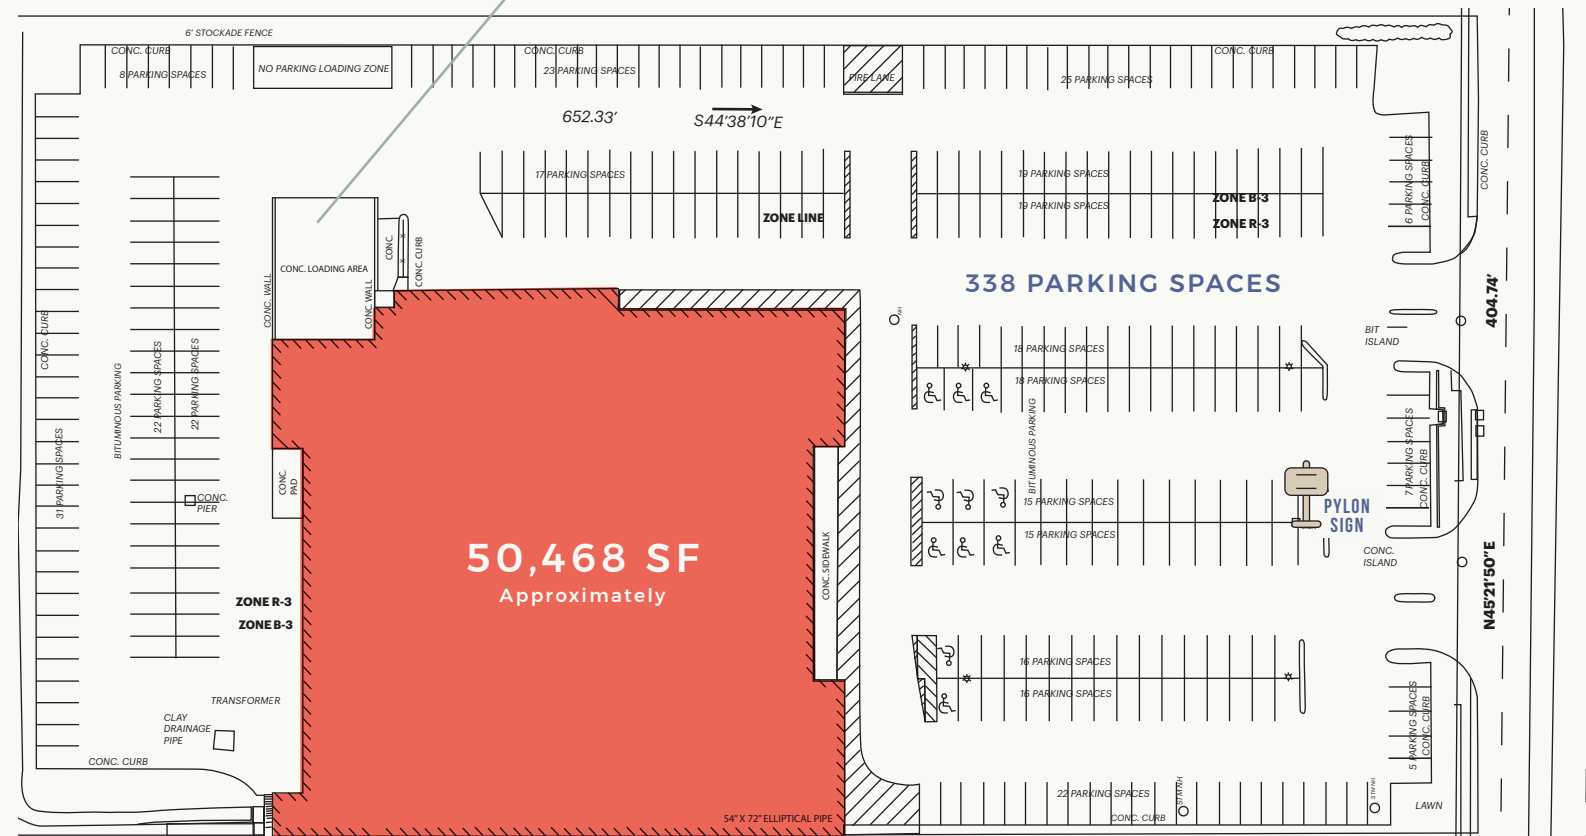 6' STOCKADE FENCE
CONC. CURB
8 PARKING SPACES
NO PARKING LOADING ZONE
CONC. CURB
23 PARKING SPACES
FIRE LANE
CONC. CURB
25 PARKING SPACES
652.33'
S44'38'10"E
17 PARKING SPACES
ZONE LINE
19 PARKING SPACES
19 PARKING SPACES
ZONE B-3
ZONE R-3
6 PARKING SPACES
CONC. CURB
CONC. CURB
338 PARKING SPACES
CONC. LOADING AREA
CONC. WALL
CONC. WALL
CONC.
CONC. CURB
CONC. CURB
31 PARKING SPACES
BITUMINOUS PARKING
22 PARKING SPACES
22 PARKING SPACES
CONC.
PIER
CONC.
PAD
18 PARKING SPACES
18 PARKING SPACES
BITUMINOUS PARKING
BIT
ISLAND
404.74'
7 PARKING SPACES
CONC. CURB
15 PARKING SPACES
15 PARKING SPACES
PYLON
SIGN
CONC.
ISLAND
N45'21'50"E
50,468 SF
Approximately
CONC. SIDEWALK
ZONE R-3
ZONE B-3
TRANSFORMER
CLAY
DRAINAGE
PIPE
CONC. CURB
16 PARKING SPACES
16 PARKING SPACES
5 PARKING SPACES
CONC. CURB
54" X 72" ELLIPTICAL PIPE
22 PARKING SPACES
CONC. CURB
STM NH
STM NH
LAWN